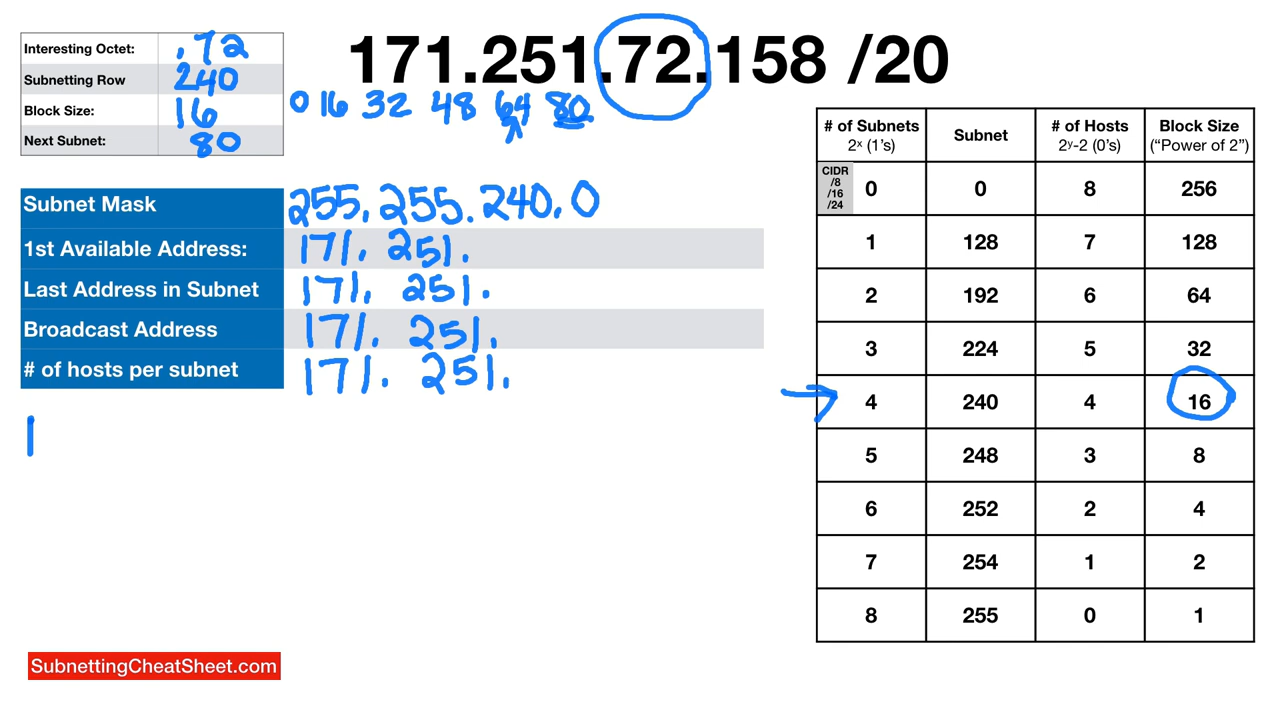 171.251.72.158 /20
Interesting Octet: .72
Subnetting Row 240
Block Size: 16
Next Subnet: 80
0 16 32 48 64 80
Subnet Mask 255.255.240.0
1st Available Address: 171.251.
Last Address in Subnet 171.251.
Broadcast Address 171.251.
# of hosts per subnet 171.251.
1
# of Subnets Subnet # of Hosts Block Size
2ˣ (1's) 2ʸ-2 (0's) ("Power of 2")
CIDR
/8
/16
/24
0 0 8 256
1 128 7 128
2 192 6 64
3 224 5 32
4 240 4 16
5 248 3 8
6 252 2 4
7 254 1 2
8 255 0 1
SubnettingCheatSheet.com